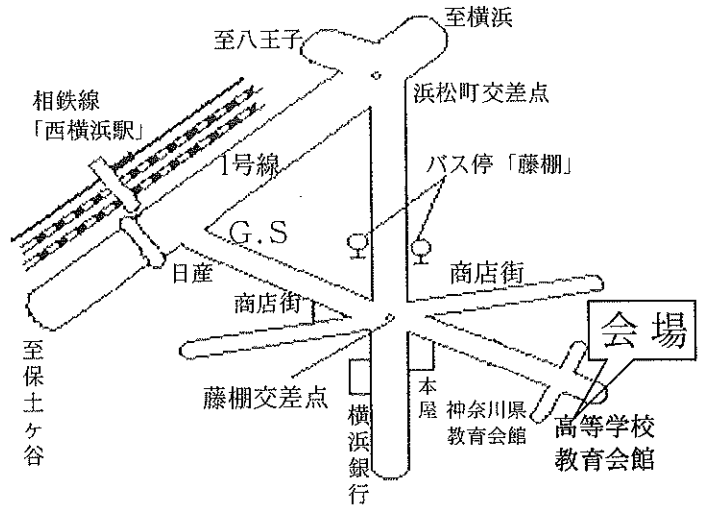 至横浜
至八王子
浜松町交差点
相鉄線
「西横浜駅」
1号線
バス停「藤棚」
G.S
日産
商店街
商店街
会場
至保土ヶ谷
藤棚交差点
横浜銀行
本屋
神奈川県
教育会館
高等学校
教育会館